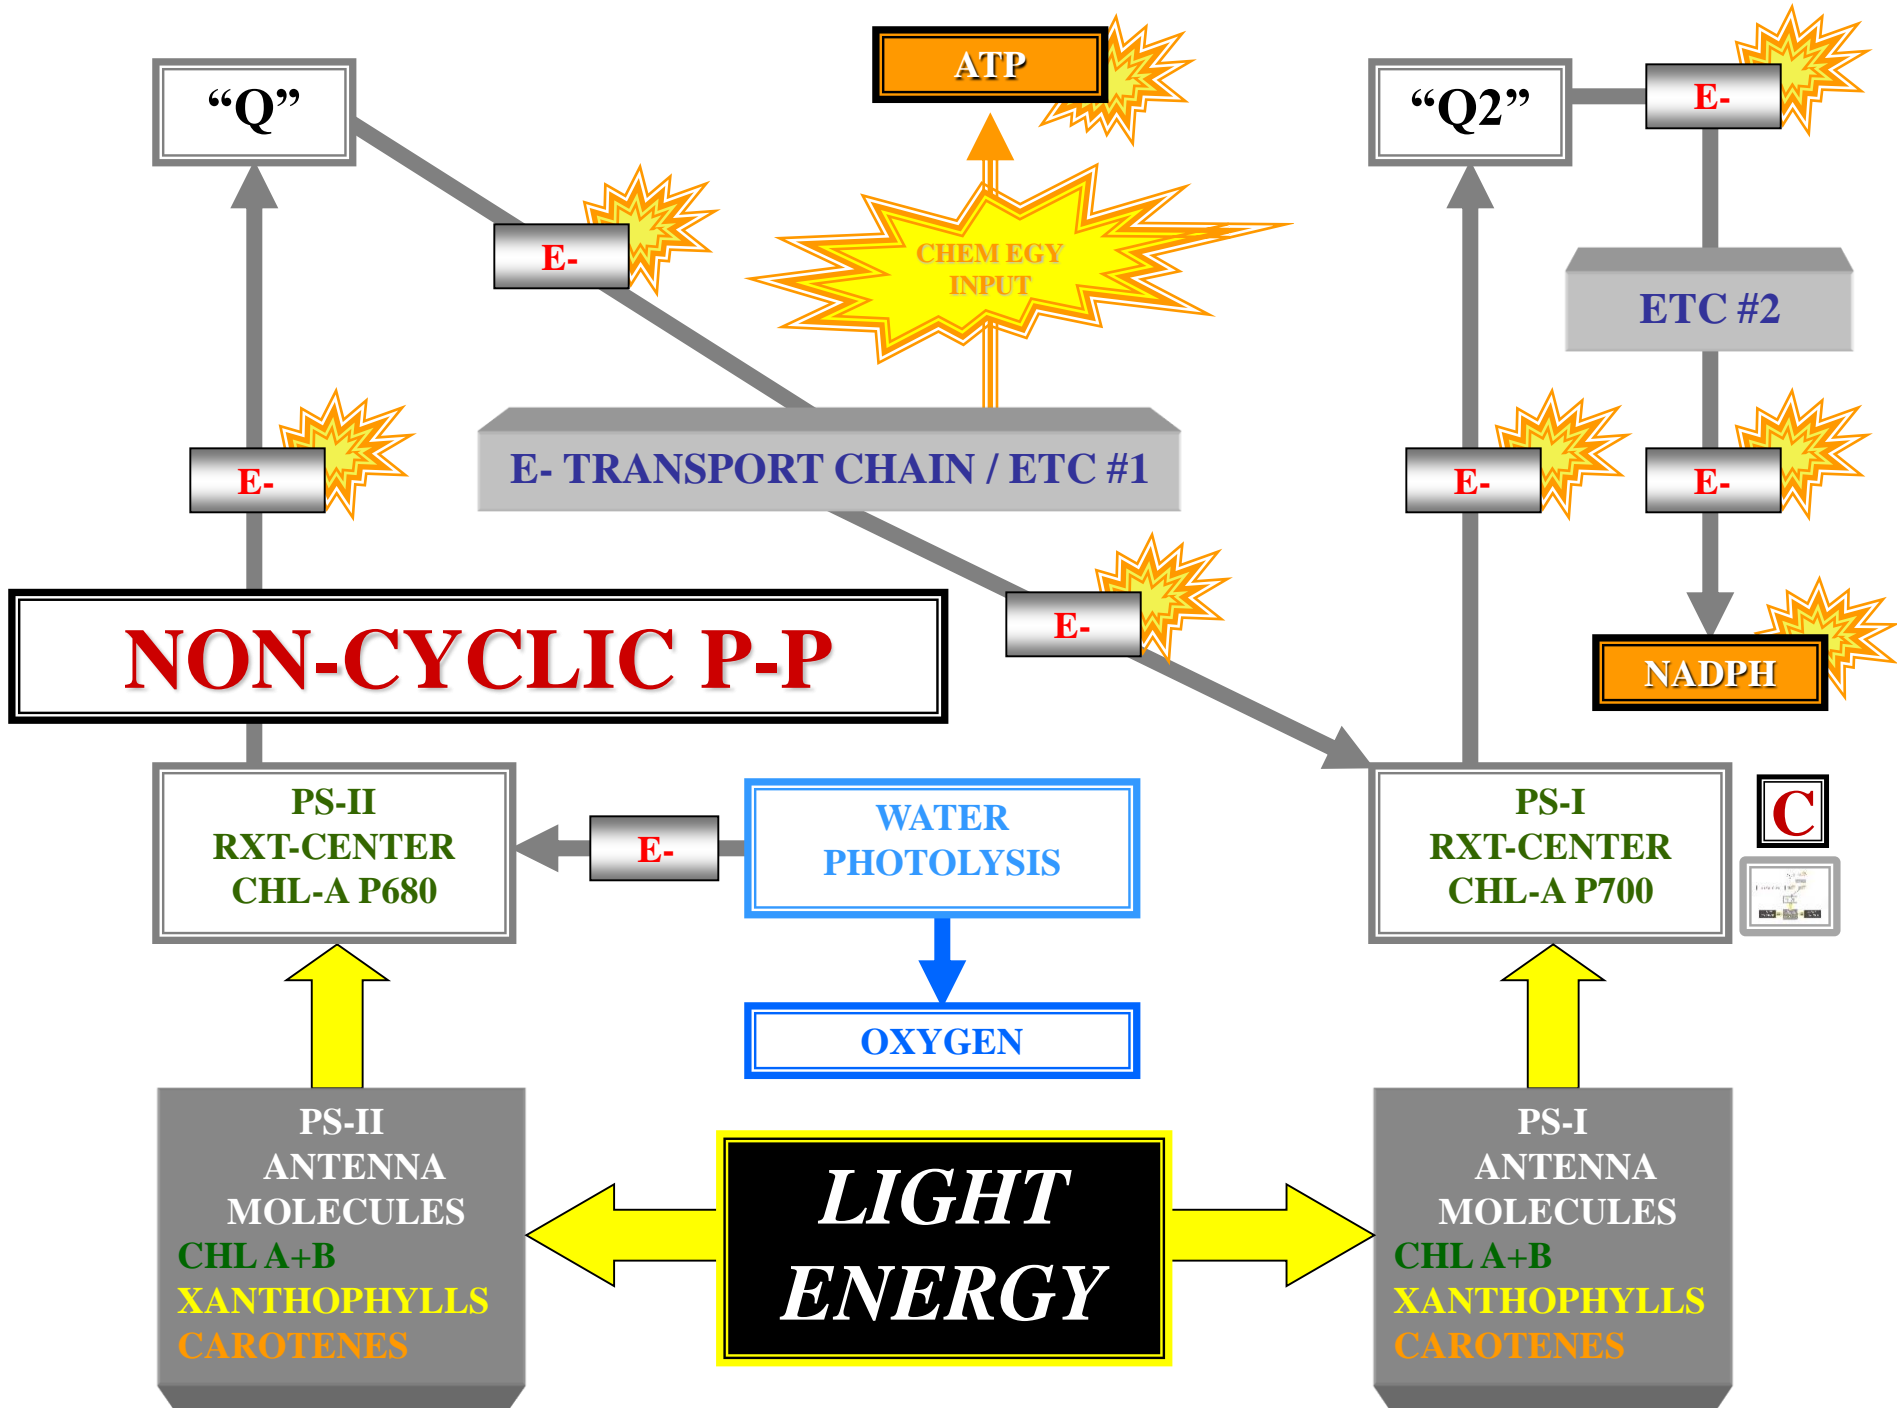 “Q”
ATP
“Q2”
E-
E-
CHEM EGY
INPUT
ETC #2
E-
E- TRANSPORT CHAIN / ETC #1
E-
E-
E-
NON-CYCLIC P-P
NADPH
PS-II
RXT-CENTER
CHL-A P680
E-
WATER
PHOTOLYSIS
PS-I
RXT-CENTER
CHL-A P700
C
OXYGEN
PS-II
ANTENNA
MOLECULES
CHL A+B
XANTHOPHYLLS
CAROTENES
LIGHT
ENERGY
PS-I
ANTENNA
MOLECULES
CHL A+B
XANTHOPHYLLS
CAROTENES